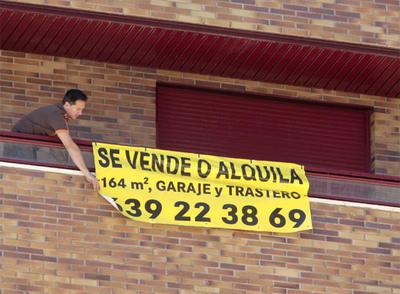 SE VENDE O ALQUILA
164 m², GARAJE y TRASTERO
39 22 38 69